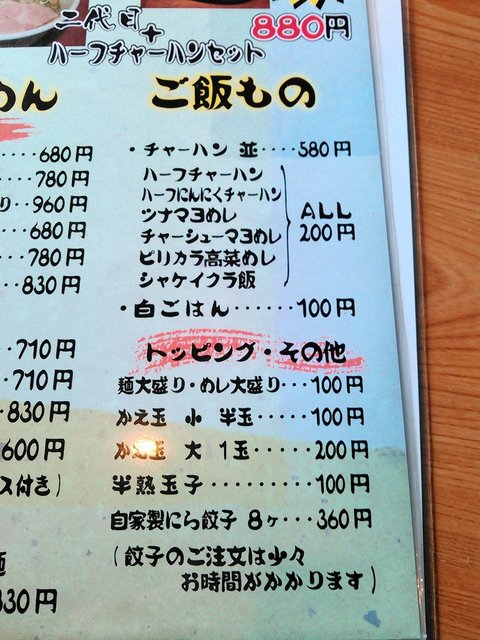 二代目
+
ハーフチャーハンセット
880円
めん
680円
780円
り‥960円
680円
780円
830円
710円
710円
830円
600円
ス付き)
830円
ご飯もの
・チャーハン 並‥‥580円
ハーフチャーハン
ハーフにんにくチャーハン
ツナマヨめし
チャーシューマヨめし
ピリカラ高菜めし
シャケイクラ飯
ALL
200円
・白ごはん‥‥‥100円
トッピング・その他
麺大盛り・めし大盛り‥‥100円
かえ玉 小 半玉‥‥‥100円
かえ玉 大 1玉‥‥‥200円
半熟玉子‥‥‥‥‥100円
自家製にら餃子 8ヶ‥‥360円
(餃子のご注文は少々
お時間がかかります)